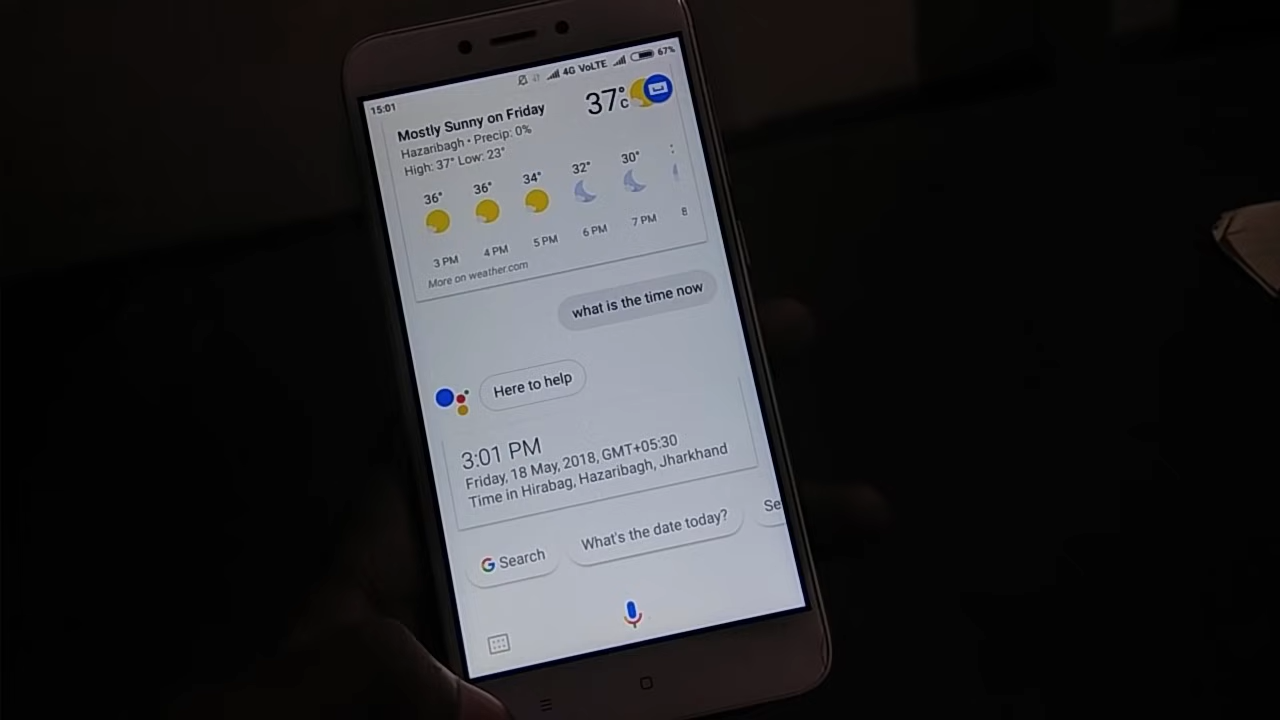 15:01 4G VoLTE 67%
Mostly Sunny on Friday
Hazaribagh • Precip: 0%
High: 37° Low: 23°
37°C
36° 36° 34° 32° 30°
3 PM 4 PM 5 PM 6 PM 7 PM 8
More on weather.com
what is the time now
Here to help
3:01 PM
Friday, 18 May, 2018, GMT+05:30
Time in Hirabag, Hazaribagh, Jharkhand
G Search
What's the date today?
Se